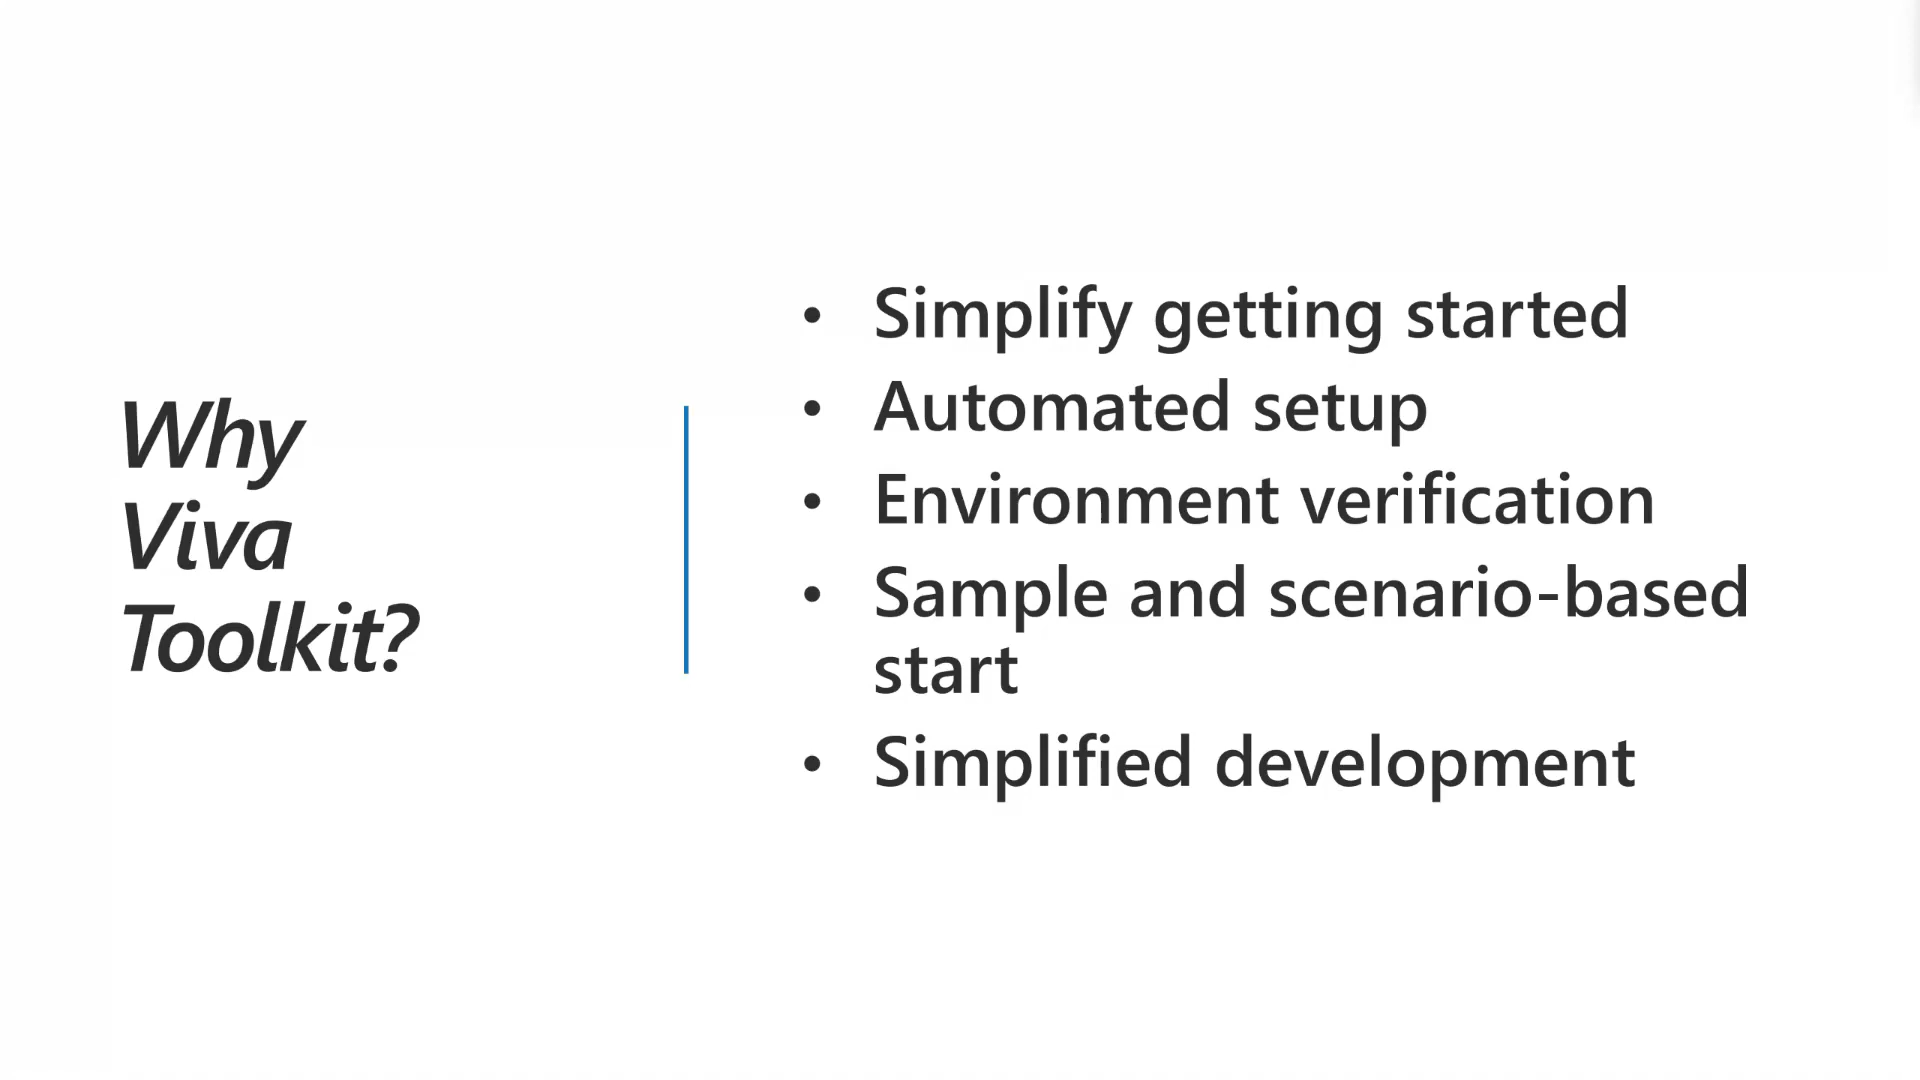 Why
Viva
Toolkit?
• Simplify getting started
• Automated setup
• Environment verification
• Sample and scenario-based
start
• Simplified development